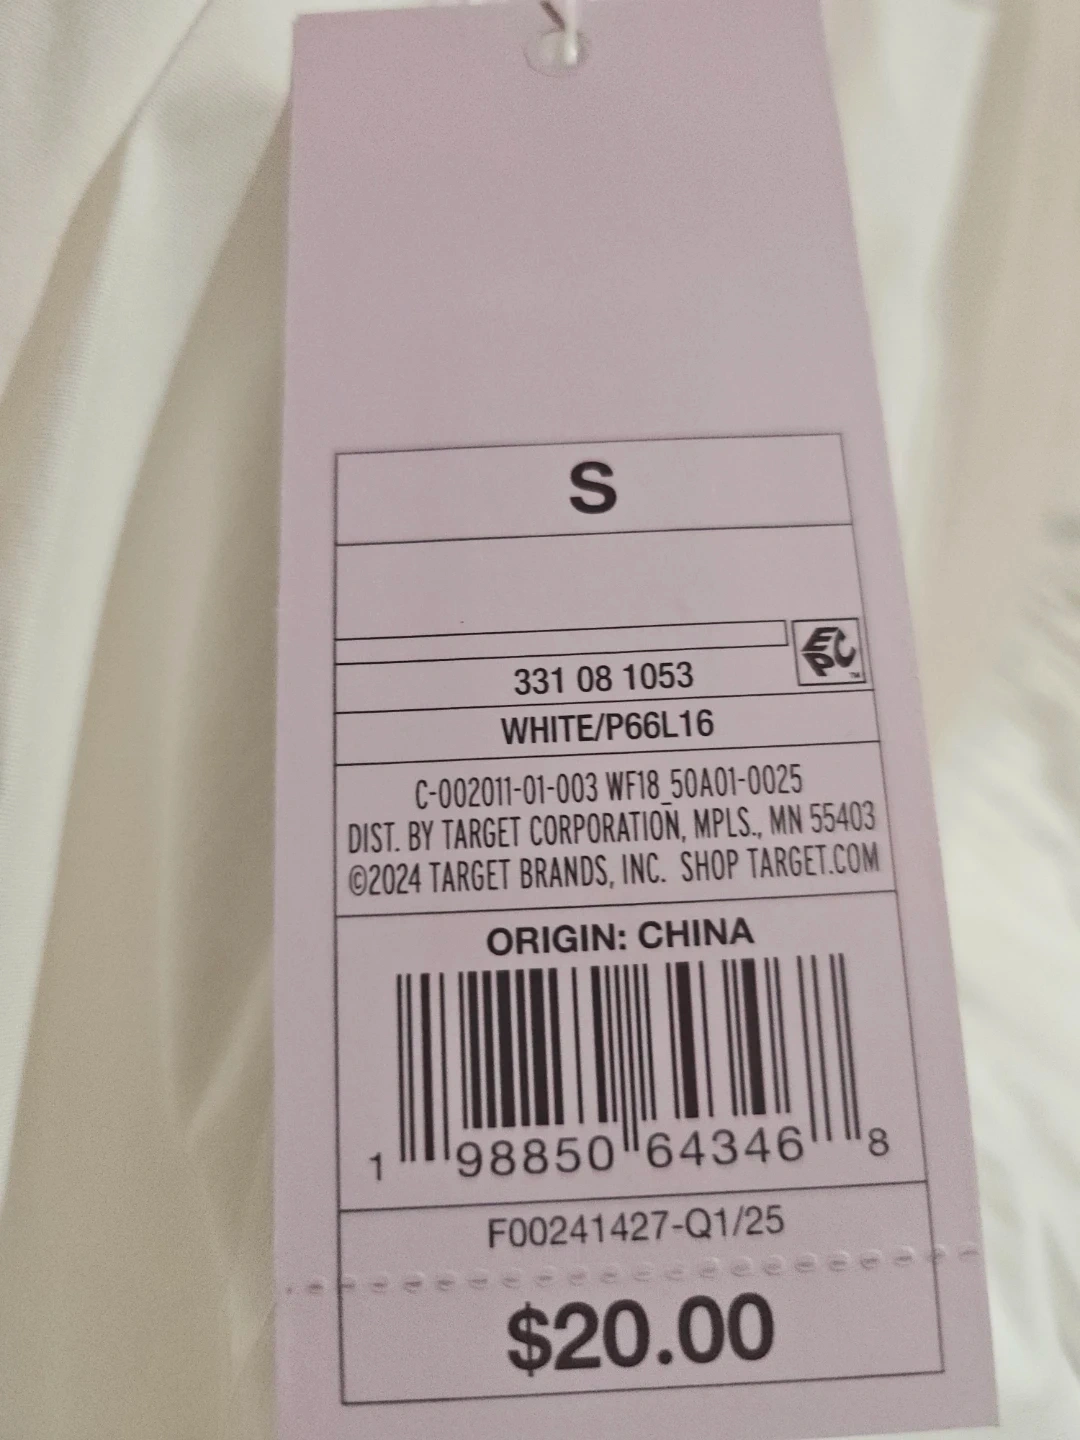 S
EPC™
331 08 1053
WHITE/P66L16
C-002011-01-003 WF18_50A01-0025
DIST. BY TARGET CORPORATION, MPLS., MN 55403
©2024 TARGET BRANDS, INC. SHOP TARGET.COM
ORIGIN: CHINA
1 98850 64346 8
F00241427-Q1/25
$20.00